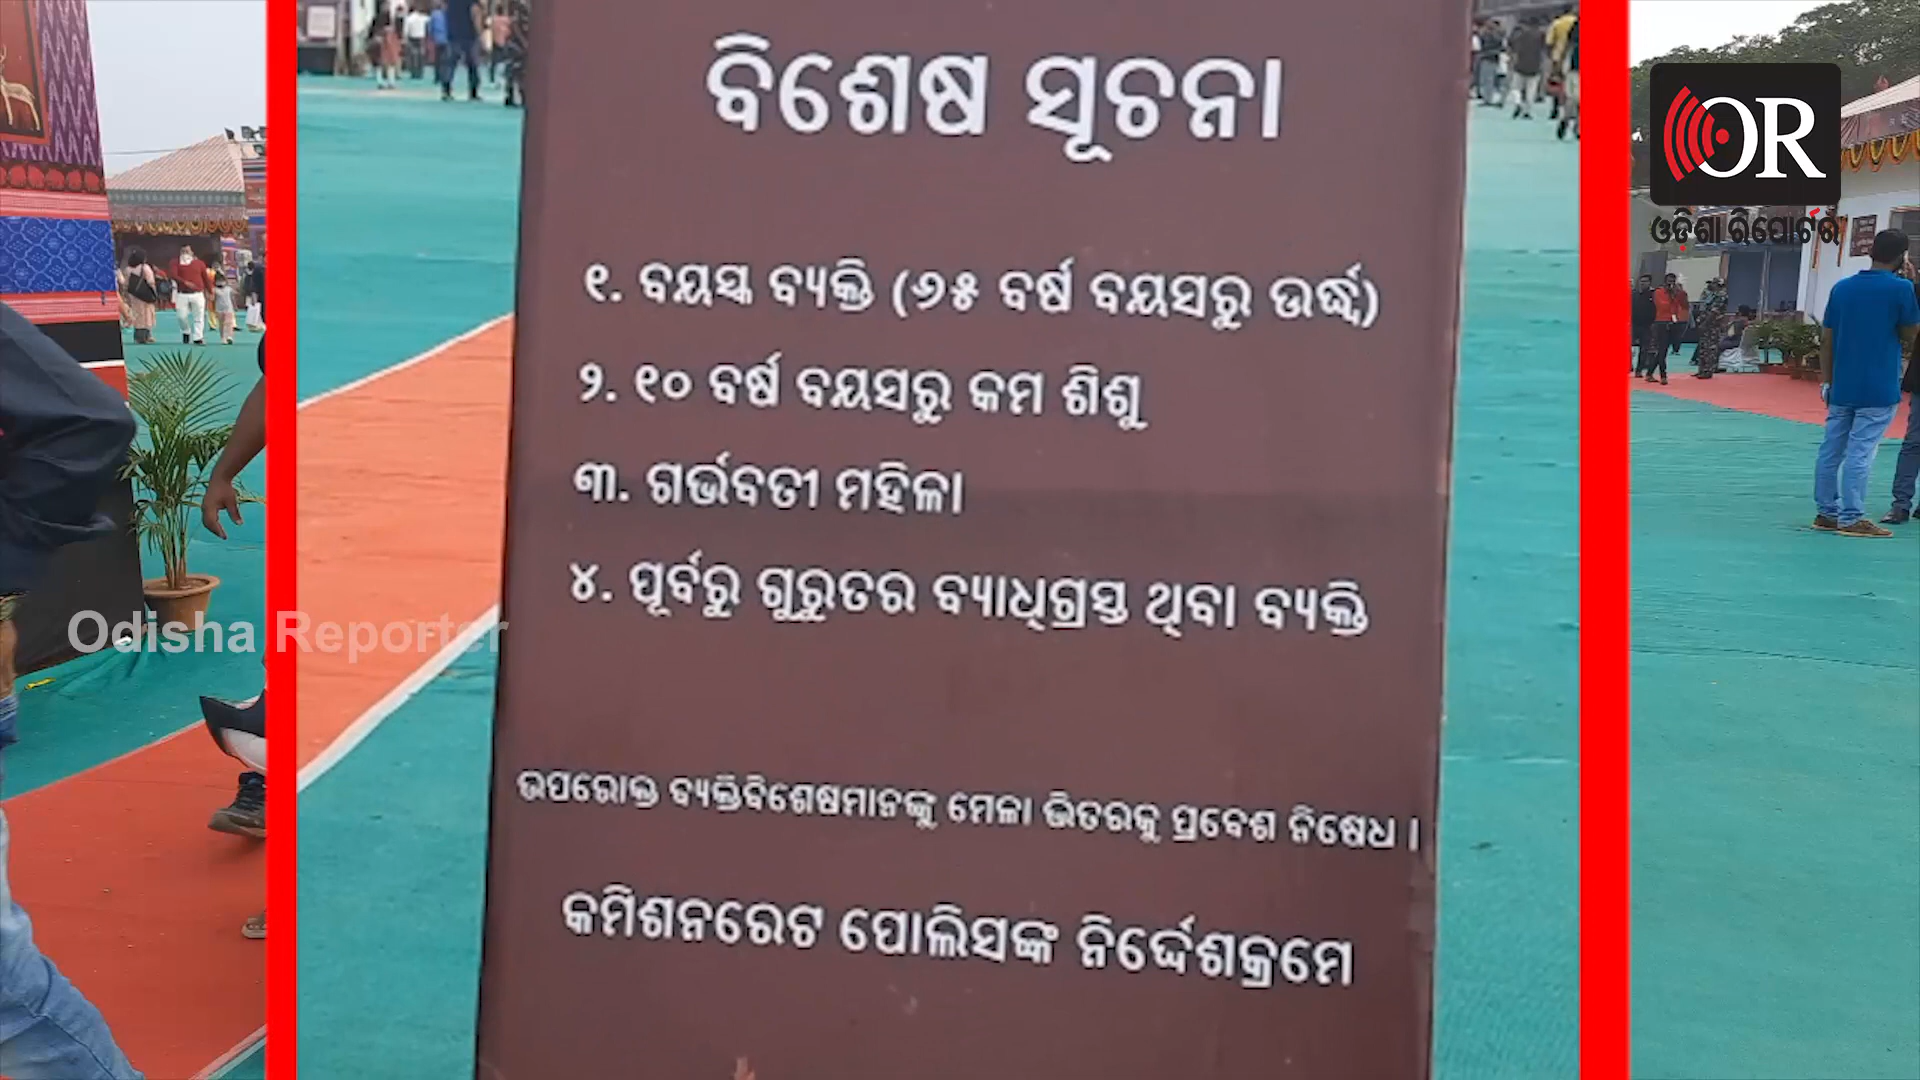 ବିଶେଷ ସୂଚନା
୧. ବୟସ୍କ ବ୍ୟକ୍ତି (୬୫ ବର୍ଷ ବୟସରୁ ଉର୍ଦ୍ଧ୍ଵ)
୨. ୧୦ ବର୍ଷ ବୟସରୁ କମ ଶିଶୁ
୩. ଗର୍ଭବତୀ ମହିଳା
୪. ପୂର୍ବରୁ ଗୁରୁତର ବ୍ୟାଧିଗ୍ରସ୍ତ ଥିବା ବ୍ୟକ୍ତି
ଉପରୋକ୍ତ ବ୍ୟକ୍ତିବିଶେଷମାନଙ୍କୁ ମେଳା ଭିତରକୁ ପ୍ରବେଶ ନିଷେଧ ।
କମିଶନରେଟ ପୋଲିସଙ୍କ ନିର୍ଦ୍ଦେଶକ୍ରମେ
OR
ଓଡ଼ିଶା ରିପୋର୍ଟର
Odisha Reporter